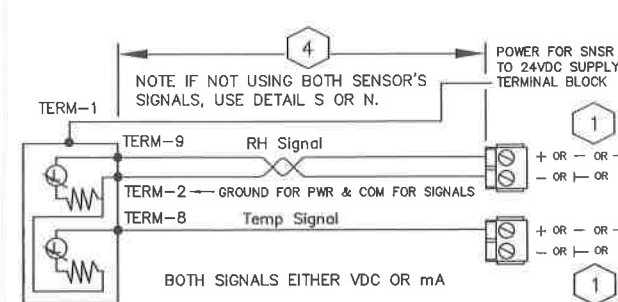 4
POWER FOR SNSR
TO 24VDC SUPPLY
TERMINAL BLOCK
NOTE IF NOT USING BOTH SENSOR'S
SIGNALS, USE DETAIL S OR N.
TERM-1
1
TERM-9
RH Signal
+ OR - OR -
- OR ⊢ OR
TERM-2 GROUND FOR PWR & COM FOR SIGNALS
TERM-8
Temp Signal
+ OR - OR -
- OR ⊢ OR
BOTH SIGNALS EITHER VDC OR mA
1